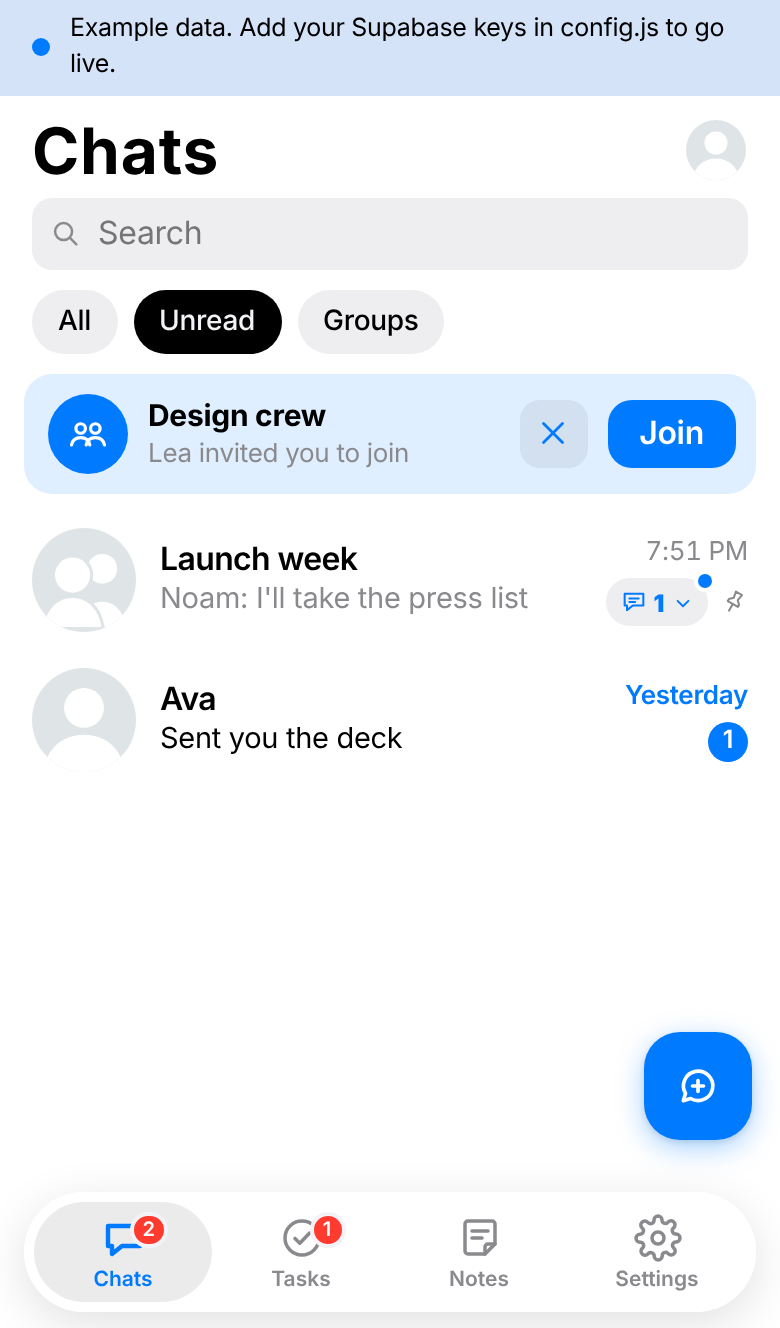 Example data. Add your Supabase keys in config.js to go
live.
Chats
Search
All
Unread
Groups
Design crew
Lea invited you to join
Join
Launch week
7:51 PM
Noam: I'll take the press list
1
Ava
Yesterday
Sent you the deck
1
2
1
Chats
Tasks
Notes
Settings